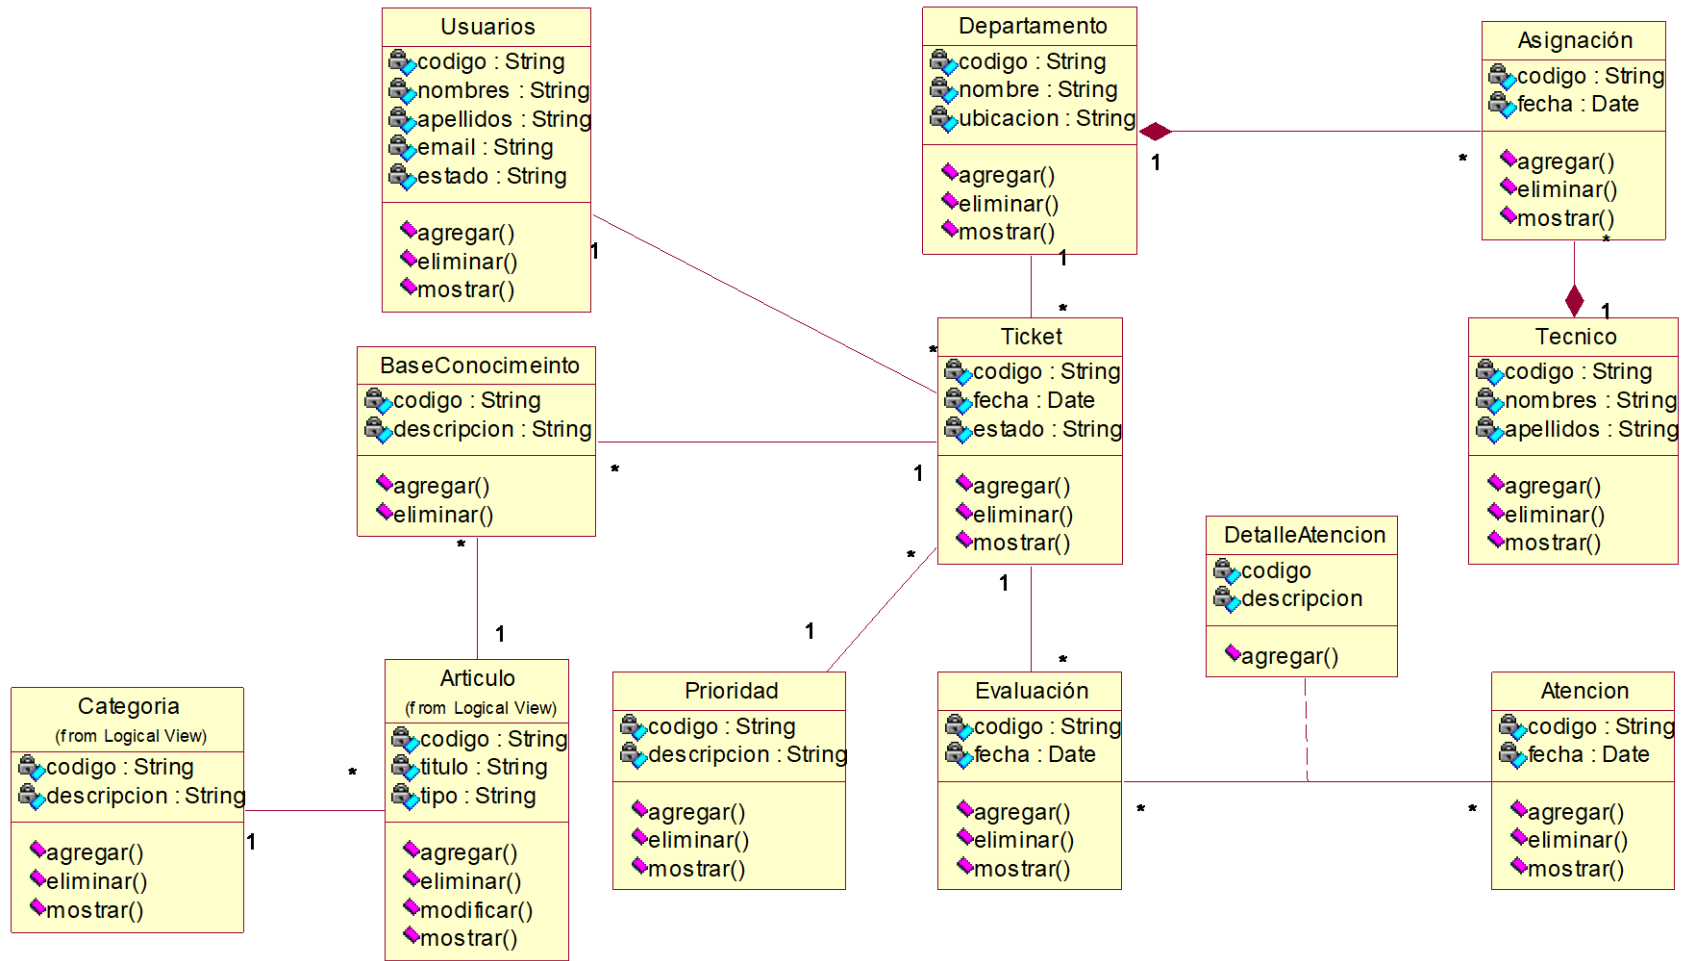 Usuarios
codigo : String
nombres : String
apellidos : String
email : String
estado : String
agregar()
eliminar()
mostrar()
1
*
Departamento
codigo : String
nombre : String
ubicacion : String
agregar()
eliminar()
mostrar()
1
*
1
*
Asignación
codigo : String
fecha : Date
agregar()
eliminar()
mostrar()
*
1
BaseConocimeinto
codigo : String
descripcion : String
agregar()
eliminar()
*
1
*
1
Ticket
codigo : String
fecha : Date
estado : String
agregar()
eliminar()
mostrar()
*
1
1
*
Tecnico
codigo : String
nombres : String
apellidos : String
agregar()
eliminar()
mostrar()
DetalleAtencion
codigo
descripcion
agregar()
Categoria
(from Logical View)
codigo : String
descripcion : String
agregar()
eliminar()
mostrar()
1
*
Articulo
(from Logical View)
codigo : String
titulo : String
tipo : String
agregar()
eliminar()
modificar()
mostrar()
Prioridad
codigo : String
descripcion : String
agregar()
eliminar()
mostrar()
Evaluación
codigo : String
fecha : Date
agregar()
eliminar()
mostrar()
*
*
Atencion
codigo : String
fecha : Date
agregar()
eliminar()
mostrar()